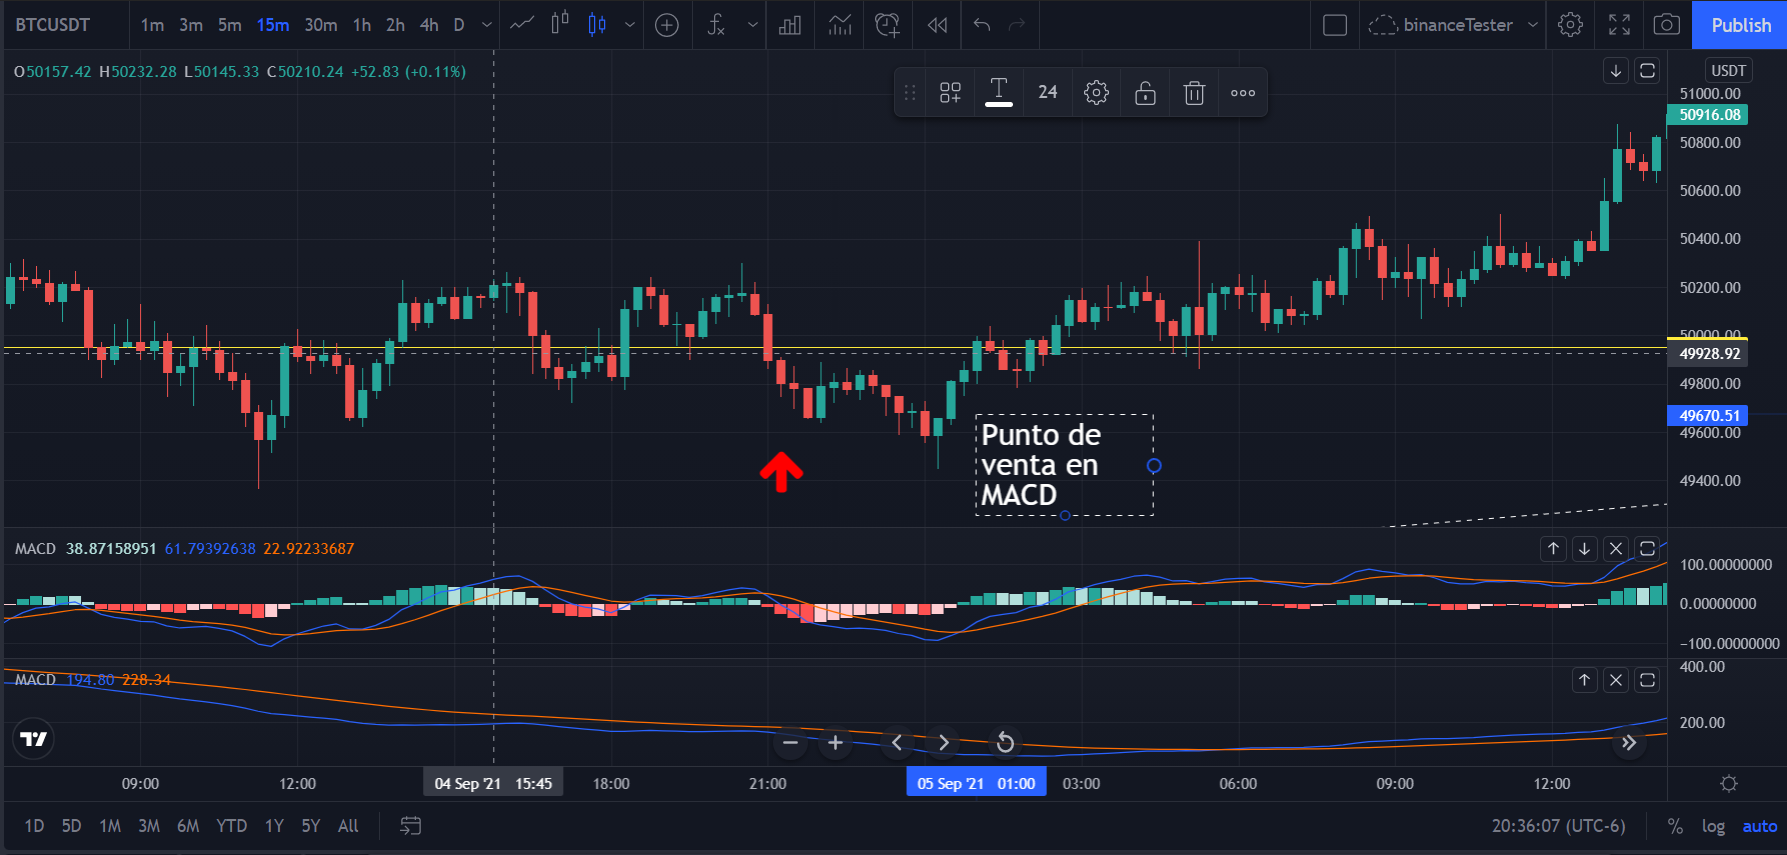 BTCUSDT 1m 3m 5m 15m 30m 1h 2h 4h D binanceTester Publish
O50157.42 H50232.28 L50145.33 C50210.24 +52.83 (+0.11%)
24
USDT
51000.00
50916.08
50800.00
50600.00
50400.00
50200.00
50000.00
49928.92
49800.00
49670.51
49600.00
49400.00
Punto de
venta en
MACD
MACD 38.87158951 61.79392638 22.92233687
100.00000000
0.00000000
-100.00000000
MACD 194.80 228.34
400.00
200.00
09:00 12:00 04 Sep '21 15:45 18:00 21:00 05 Sep '21 01:00 03:00 06:00 09:00 12:00
1D 5D 1M 3M 6M YTD 1Y 5Y All 20:36:07 (UTC-6) % log auto